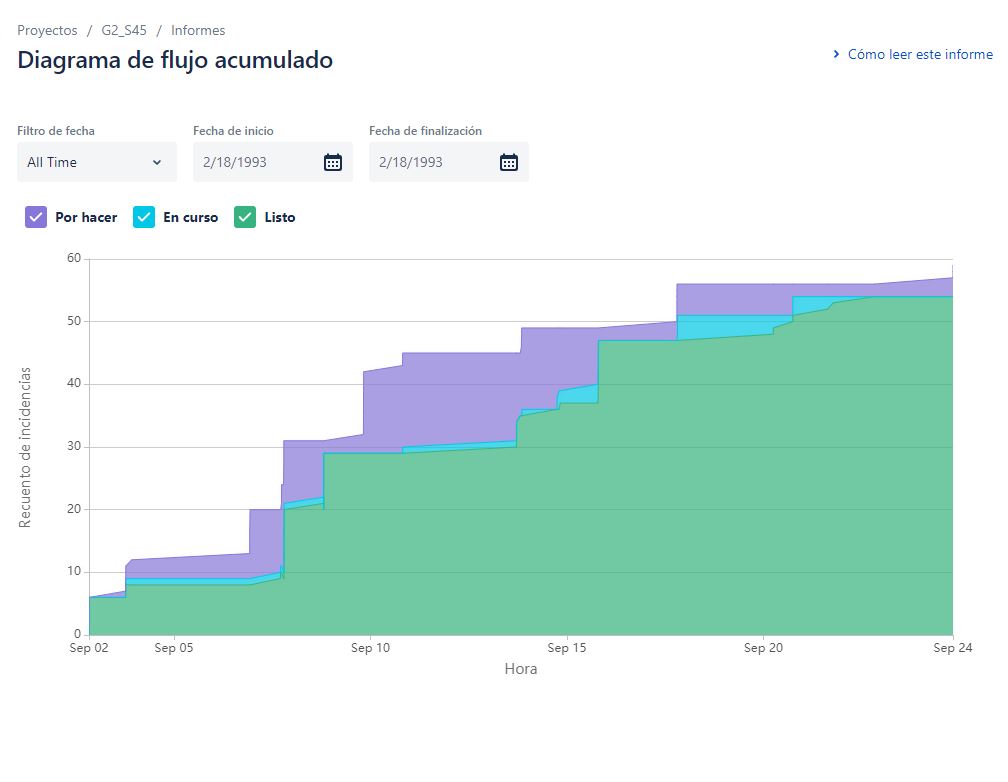 Proyectos / G2_S45 / Informes
Diagrama de flujo acumulado
Cómo leer este informe
Filtro de fecha Fecha de inicio Fecha de finalización
All Time 2/18/1993 2/18/1993
Por hacer En curso Listo
60
50
40
30
20
10
0
Recuento de incidencias
Sep 02 Sep 05 Sep 10 Sep 15 Sep 20 Sep 24
Hora